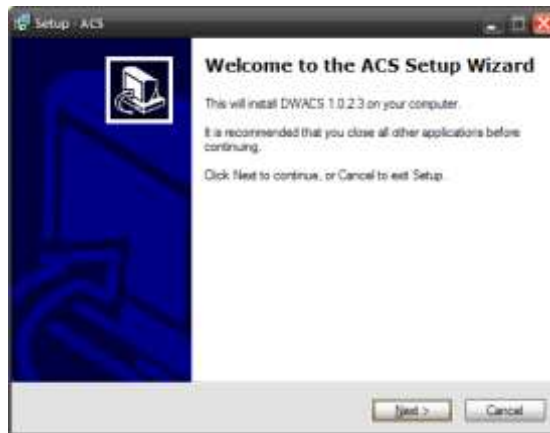 Setup - ACS
Welcome to the ACS Setup Wizard
This will install DWACS 1.0.2.3 on your computer.
It is recommended that you close all other applications before
continuing.
Click Next to continue, or Cancel to exit Setup.
Next >
Cancel